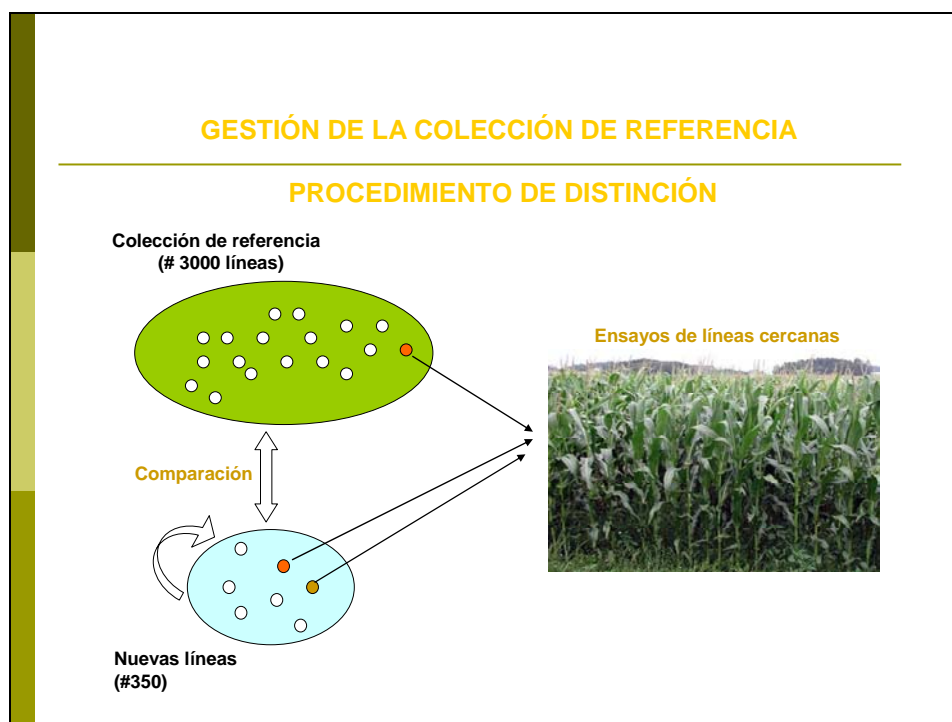 GESTIÓN DE LA COLECCIÓN DE REFERENCIA
PROCEDIMIENTO DE DISTINCIÓN
Colección de referencia
(# 3000 líneas)
Ensayos de líneas cercanas
Comparación
Nuevas líneas
(#350)